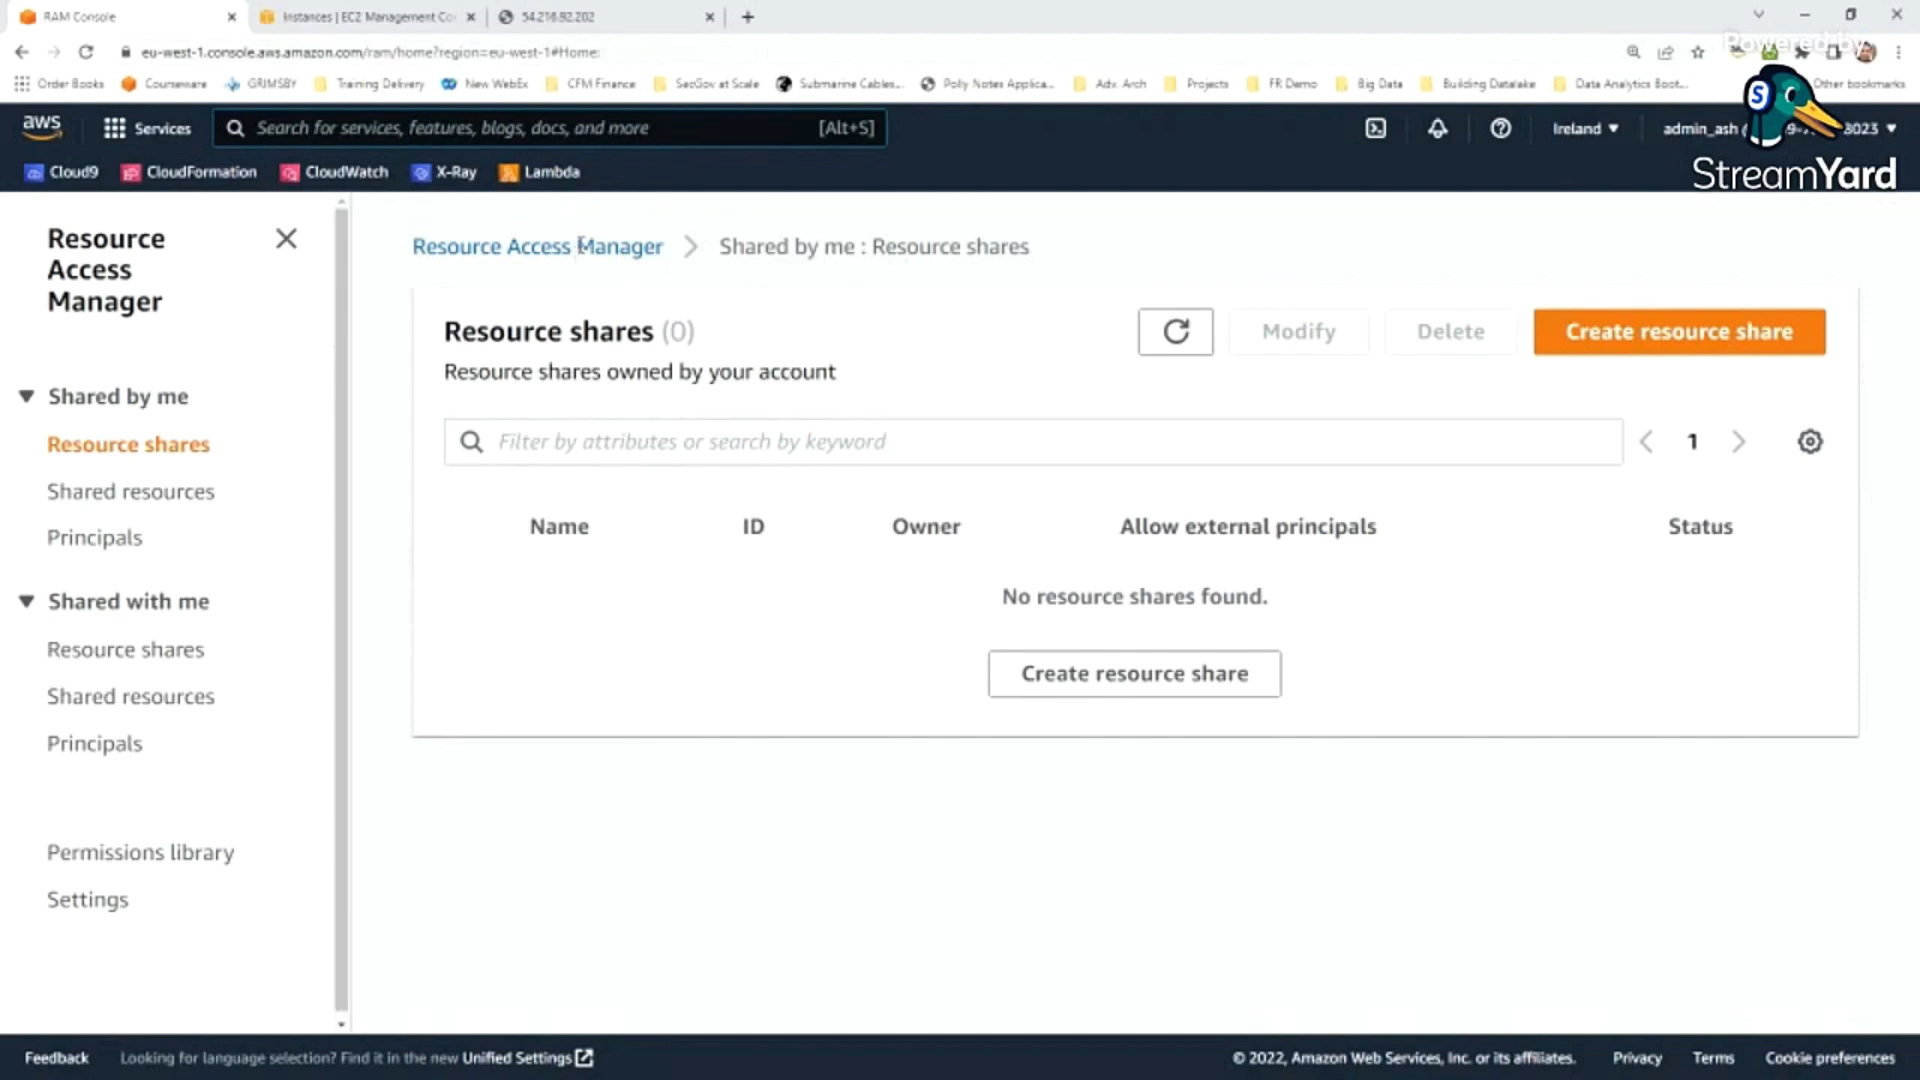 RAM Console
Instances | EC2 Management Co
54.216.92.202
eu-west-1.console.aws.amazon.com/ram/home?region=eu-west-1#Home:
Powered by
Order Books
Courseware
GRIMSBY
Training Delivery
New WebEx
CFM Finance
SecGov at Scale
Submarine Cables...
Polly Notes Applica...
Adv. Arch
Projects
FR Demo
Big Data
Building Datalake
Data Analytics Boot...
Other bookmarks
aws
Services
Search for services, features, blogs, docs, and more
[Alt+S]
Ireland
admin_ash
8023
StreamYard
Cloud9
CloudFormation
CloudWatch
X-Ray
Lambda
Resource
Access
Manager
Shared by me
Resource shares
Shared resources
Principals
Shared with me
Resource shares
Shared resources
Principals
Permissions library
Settings
Resource Access Manager
Shared by me : Resource shares
Resource shares (0)
Modify
Delete
Create resource share
Resource shares owned by your account
Filter by attributes or search by keyword
1
Name
ID
Owner
Allow external principals
Status
No resource shares found.
Create resource share
Feedback
Looking for language selection? Find it in the new Unified Settings
© 2022, Amazon Web Services, Inc. or its affiliates.
Privacy
Terms
Cookie preferences